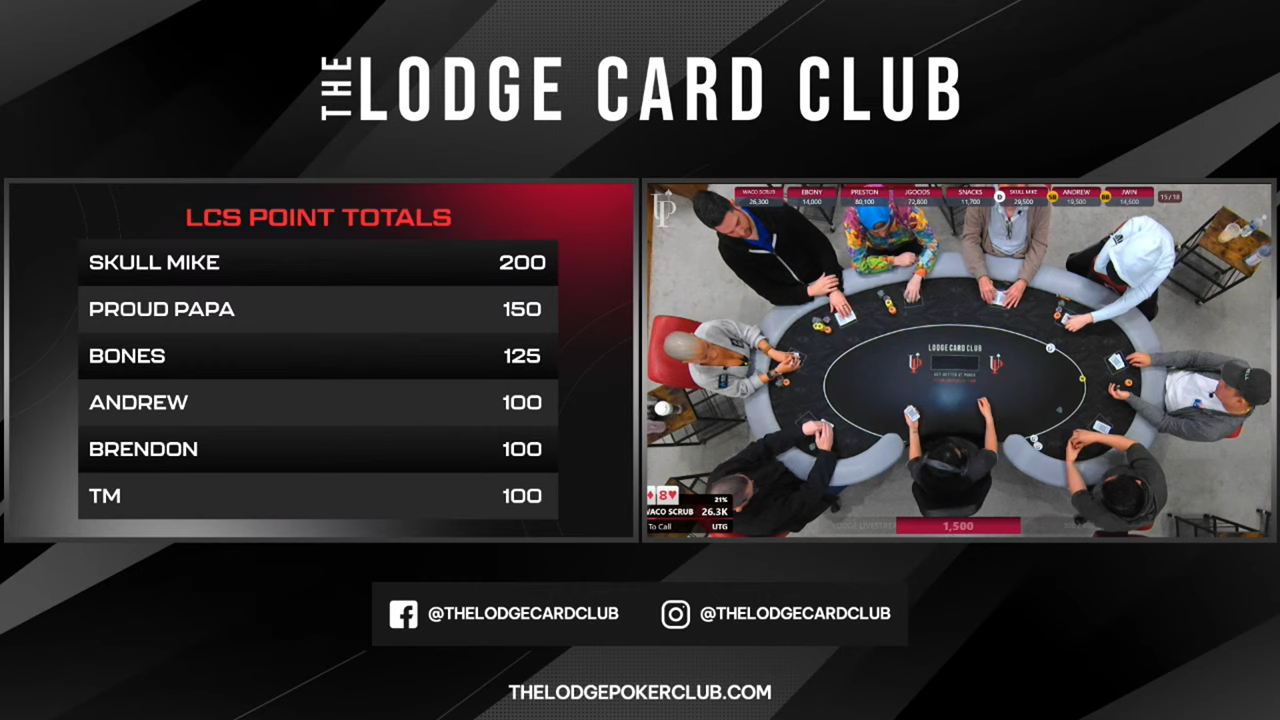 THE LODGE CARD CLUB
LCS POINT TOTALS
SKULL MIKE 200
PROUD PAPA 150
BONES 125
ANDREW 100
BRENDON 100
TM 100
WACO SCRUB EBONY PRESTON JGOODS SNACKS D SKULL MIKE SB ANDREW BB JWIN
26,300 14,000 80,100 72,800 11,700 29,500 19,500 14,600 15/18
LODGE CARD CLUB
8♥ 21%
WACO SCRUB 26.3K
To Call UTG
1,500
@THELODGECARDCLUB @THELODGECARDCLUB
THELODGEPOKERCLUB.COM